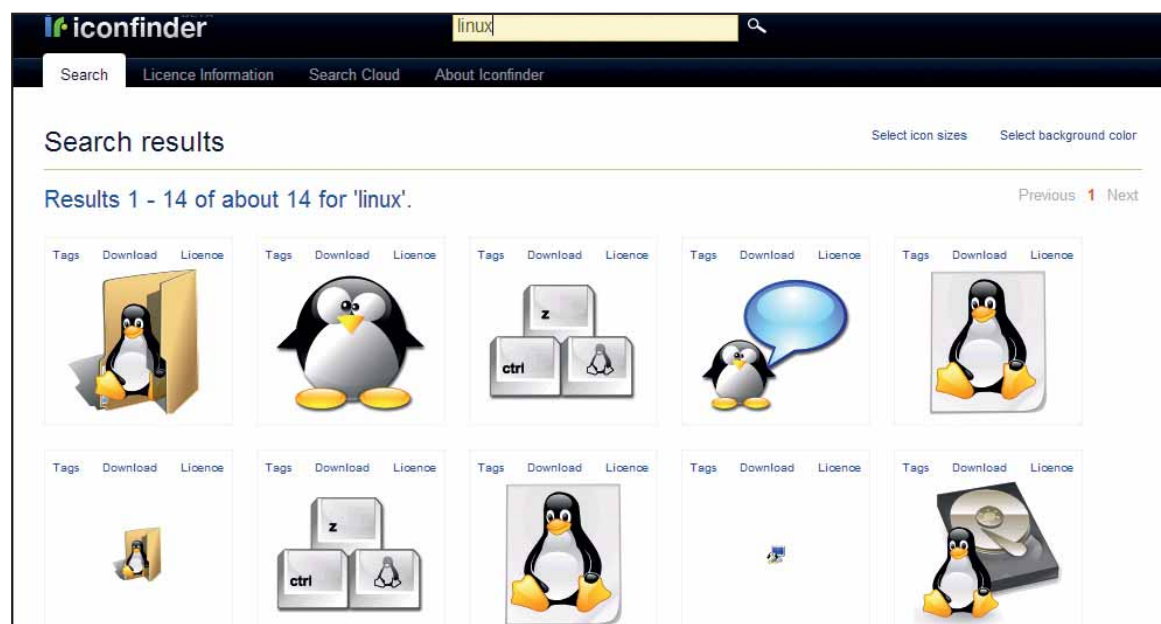 BETA
iconfinder
linux
Search Licence Information Search Cloud About Iconfinder
Search results
Select icon sizes Select background color
Results 1 - 14 of about 14 for 'linux'.
Previous 1 Next
Tags Download Licence Tags Download Licence Tags Download Licence Tags Download Licence Tags Download Licence
z
ctrl
Tags Download Licence Tags Download Licence Tags Download Licence Tags Download Licence Tags Download Licence
z
ctrl